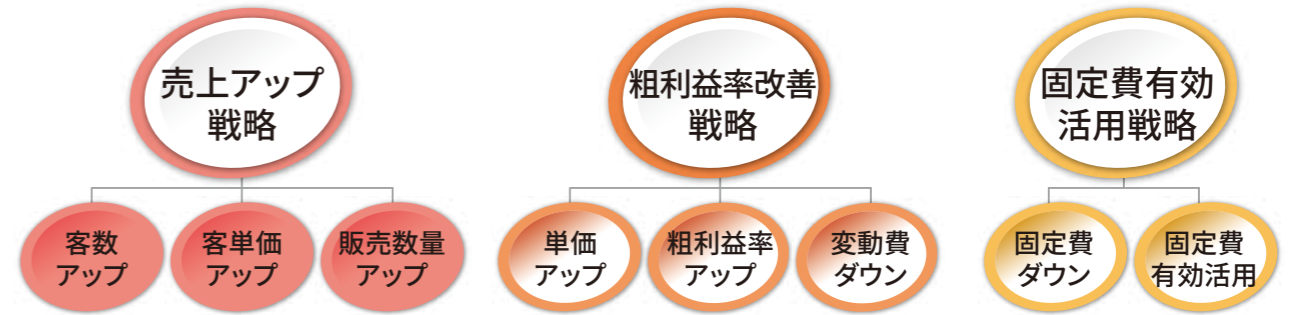 売上アップ
戦略
粗利益率改善
戦略
固定費有効
活用戦略
客数
アップ
客単価
アップ
販売数量
アップ
単価
アップ
粗利益率
アップ
変動費
ダウン
固定費
ダウン
固定費
有効活用